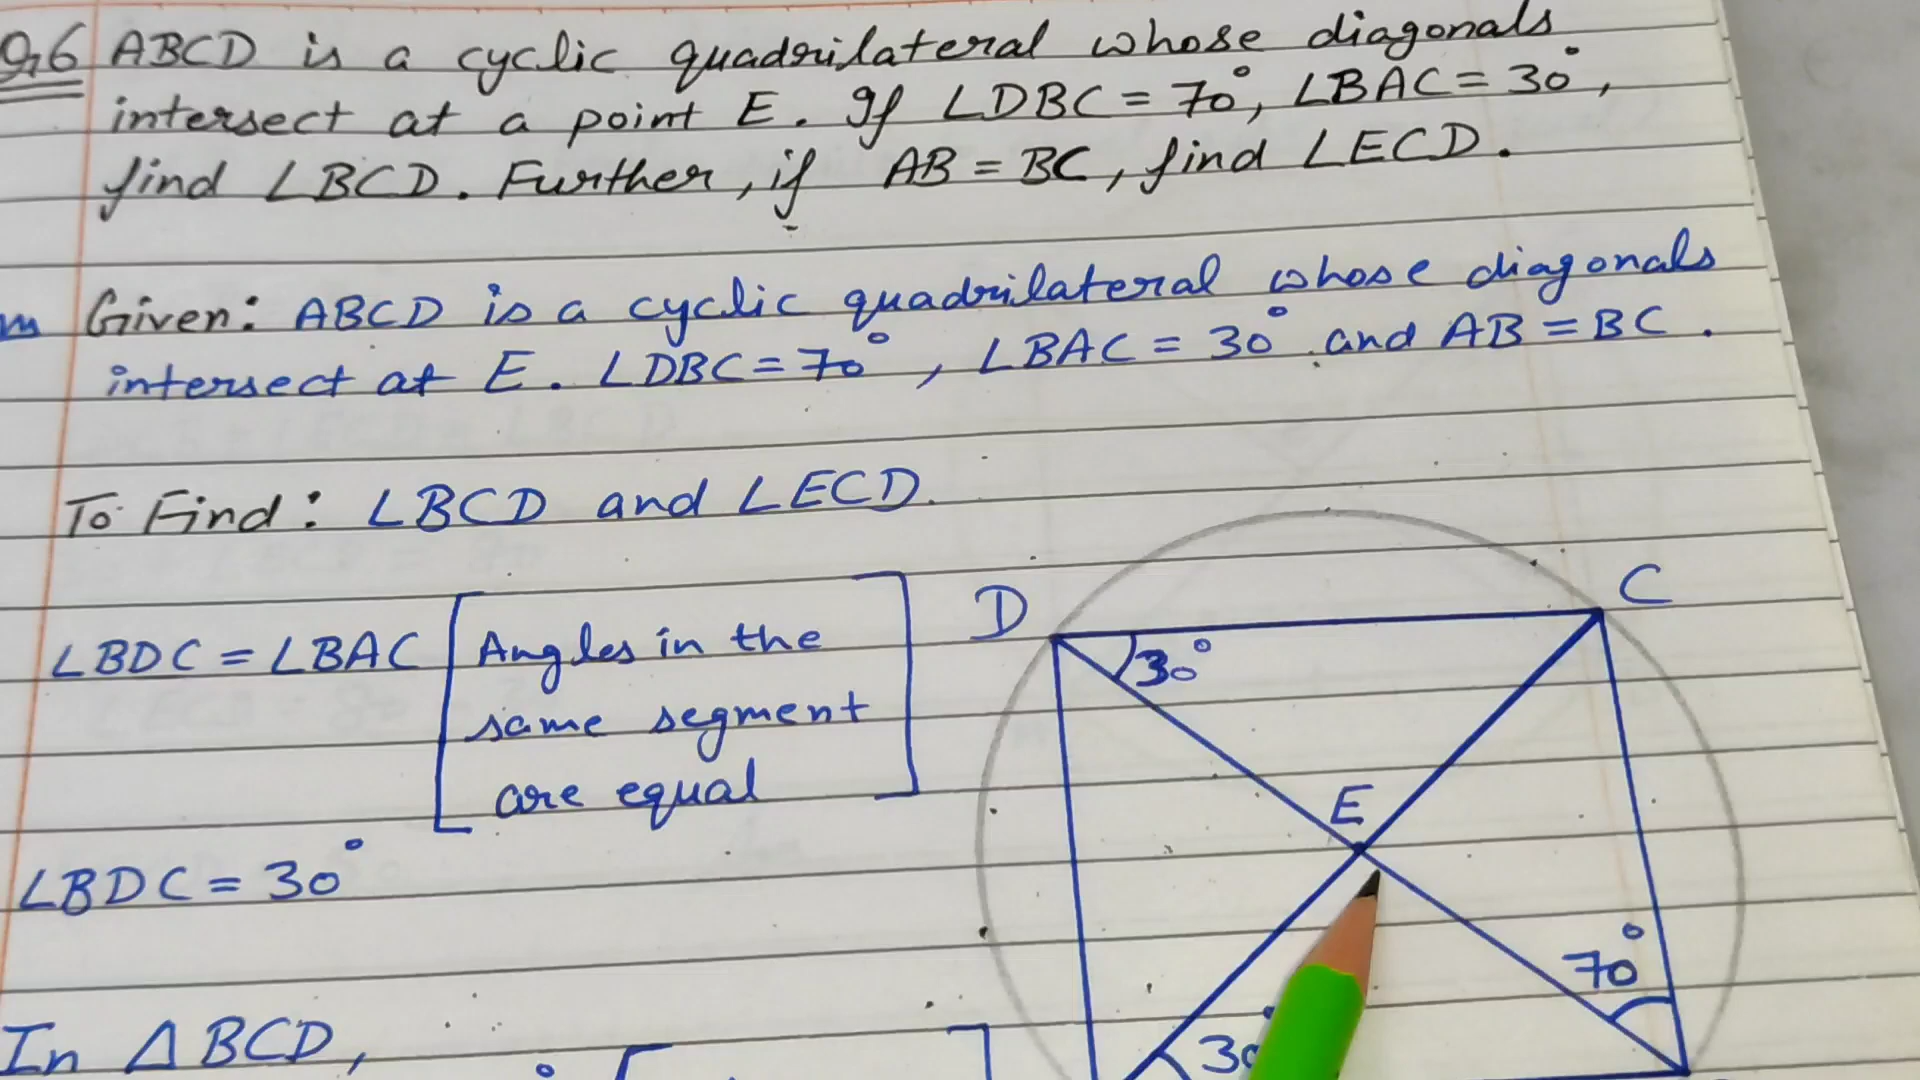 Q.6 ABCD is a cyclic quadrilateral whose diagonals
intersect at a point E. If ∠DBC = 70°, ∠BAC = 30°,
find ∠BCD. Further, if AB = BC, find ∠ECD.
Given: ABCD is a cyclic quadrilateral whose diagonals
intersect at E. ∠DBC = 70°, ∠BAC = 30° and AB = BC.
To Find: ∠BCD and ∠ECD.
∠BDC = ∠BAC [Angles in the
same segment
are equal]
∠BDC = 30°
In △BCD,
D
C
30°
E
70°